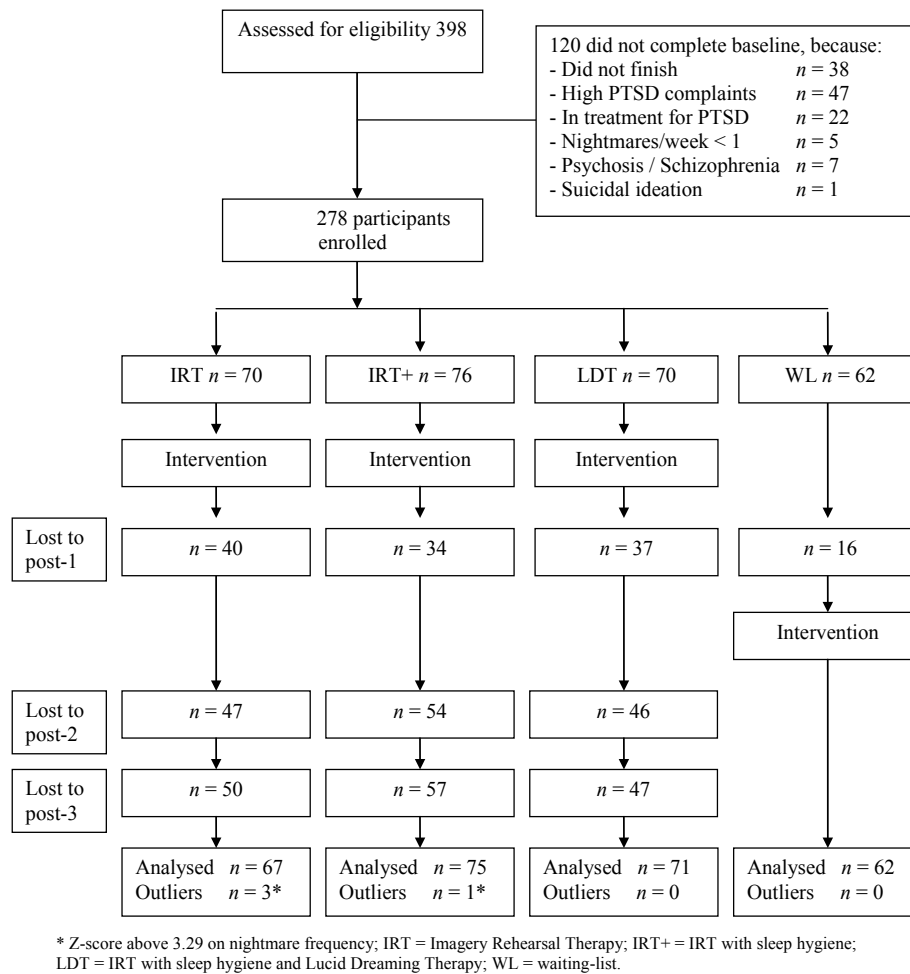 Assessed for eligibility 398
120 did not complete baseline, because:
- Did not finish n = 38
- High PTSD complaints n = 47
- In treatment for PTSD n = 22
- Nightmares/week < 1 n = 5
- Psychosis / Schizophrenia n = 7
- Suicidal ideation n = 1
278 participants
enrolled
IRT n = 70
IRT+ n = 76
LDT n = 70
WL n = 62
Intervention
Intervention
Intervention
Lost to
post-1
n = 40
n = 34
n = 37
n = 16
Intervention
Lost to
post-2
n = 47
n = 54
n = 46
Lost to
post-3
n = 50
n = 57
n = 47
Analysed n = 67
Outliers n = 3*
Analysed n = 75
Outliers n = 1*
Analysed n = 71
Outliers n = 0
Analysed n = 62
Outliers n = 0
* Z-score above 3.29 on nightmare frequency; IRT = Imagery Rehearsal Therapy; IRT+ = IRT with sleep hygiene;
LDT = IRT with sleep hygiene and Lucid Dreaming Therapy; WL = waiting-list.